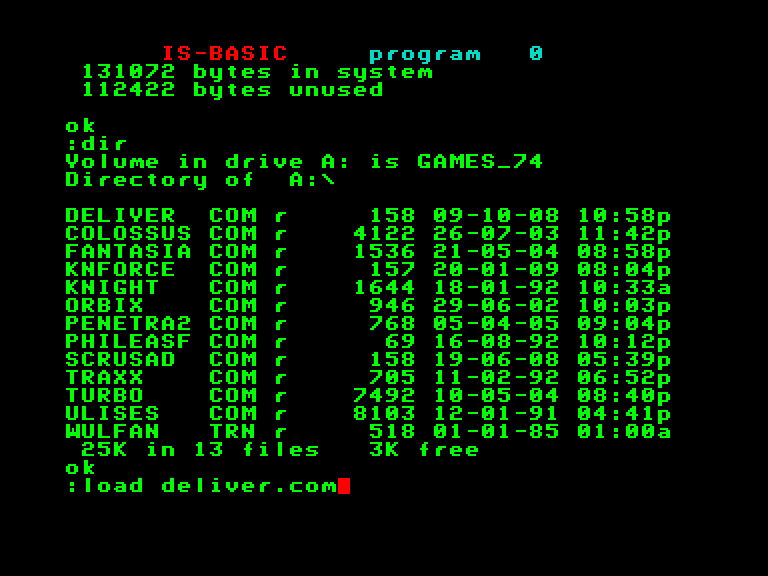 IS-BASIC     program   0
 131072 bytes in system
 112422 bytes unused
ok
:dir
Volume in drive A: is GAMES_74
Directory of  A:\
DELIVER  COM r     158 09-10-08 10:58p
COLOSSUS COM r    4122 26-07-03 11:42p
FANTASIA COM r    1536 21-05-04 08:58p
KNFORCE  COM r     157 20-01-09 08:04p
KNIGHT   COM r    1644 18-01-92 10:33a
ORBIX    COM r     946 29-06-02 10:03p
PENETRA2 COM r     768 05-04-05 09:04p
PHILEASF COM r      69 16-08-92 10:12p
SCRUSAD  COM r     158 19-06-08 05:39p
TRAXX    COM r     705 11-02-92 06:52p
TURBO    COM r    7492 10-05-04 08:40p
ULISES   COM r    8103 12-01-91 04:41p
WULFAN   TRN r     518 01-01-85 01:00a
 25K in 13 files   3K free
ok
:load deliver.com